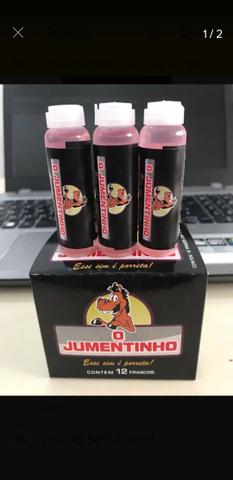 1 / 2
O JUMENTINHO
O JUMENTINHO
O JUMENTINHO
Esse sim é porreta!
O
JUMENTINHO
Esse sim é porreta!
CONTÉM 12 FRASCOS